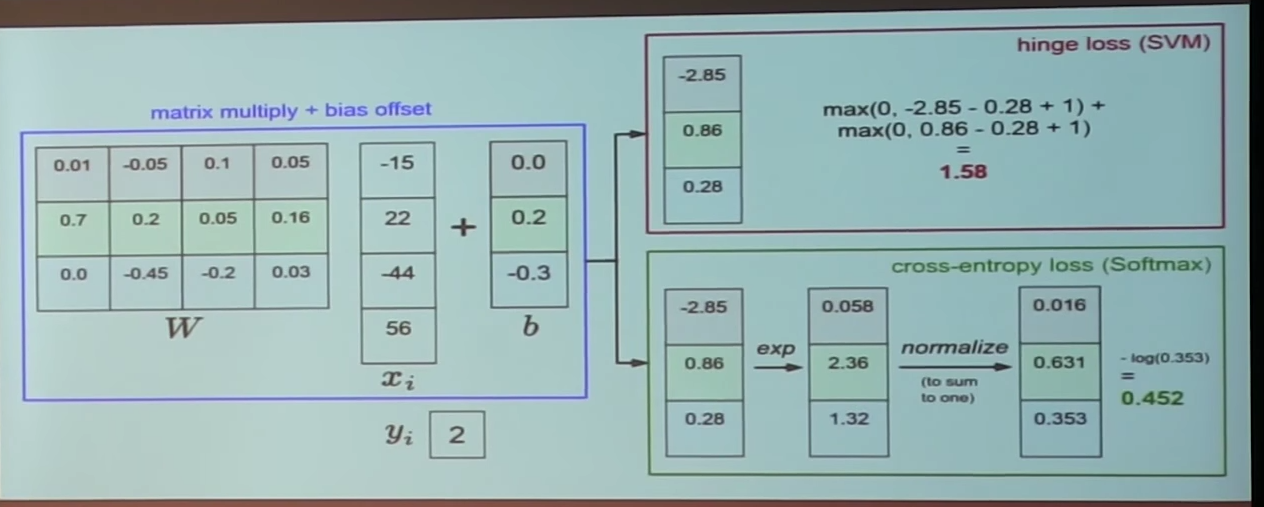 matrix multiply + bias offset
0.01 -0.05 0.1 0.05
0.7 0.2 0.05 0.16
0.0 -0.45 -0.2 0.03
W
-15
22
-44
56
xi
+
0.0
0.2
-0.3
b
yi 2
hinge loss (SVM)
-2.85
0.86
0.28
max(0, -2.85 - 0.28 + 1) +
max(0, 0.86 - 0.28 + 1)
=
1.58
cross-entropy loss (Softmax)
-2.85
0.86
0.28
exp
0.058
2.36
1.32
normalize
(to sum
to one)
0.016
0.631
0.353
- log(0.353)
=
0.452